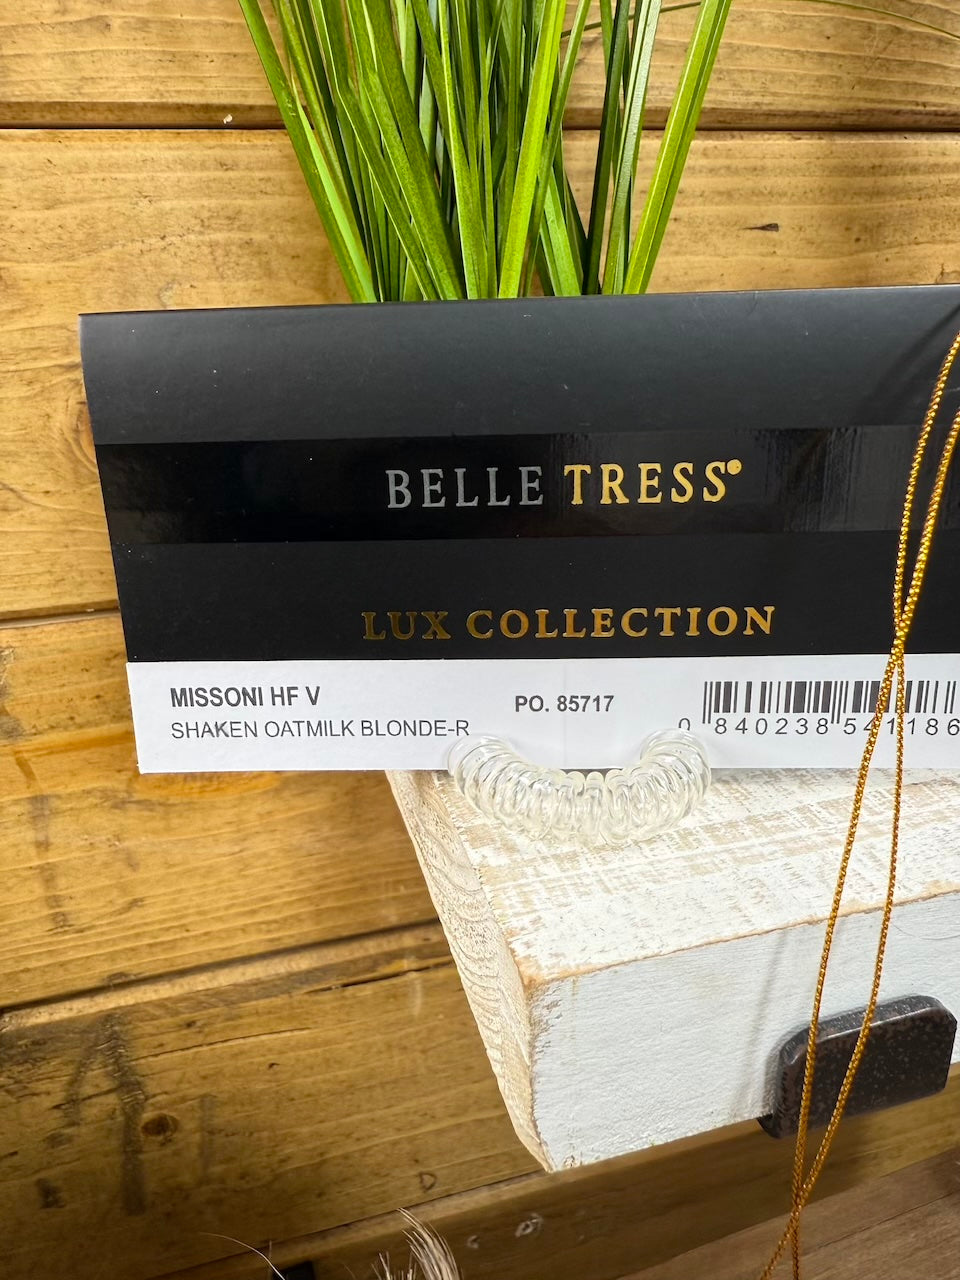 BELLE TRESS®
LUX COLLECTION
MISSONI HF V
SHAKEN OATMILK BLONDE-R
PO. 85717
0 840238 541186